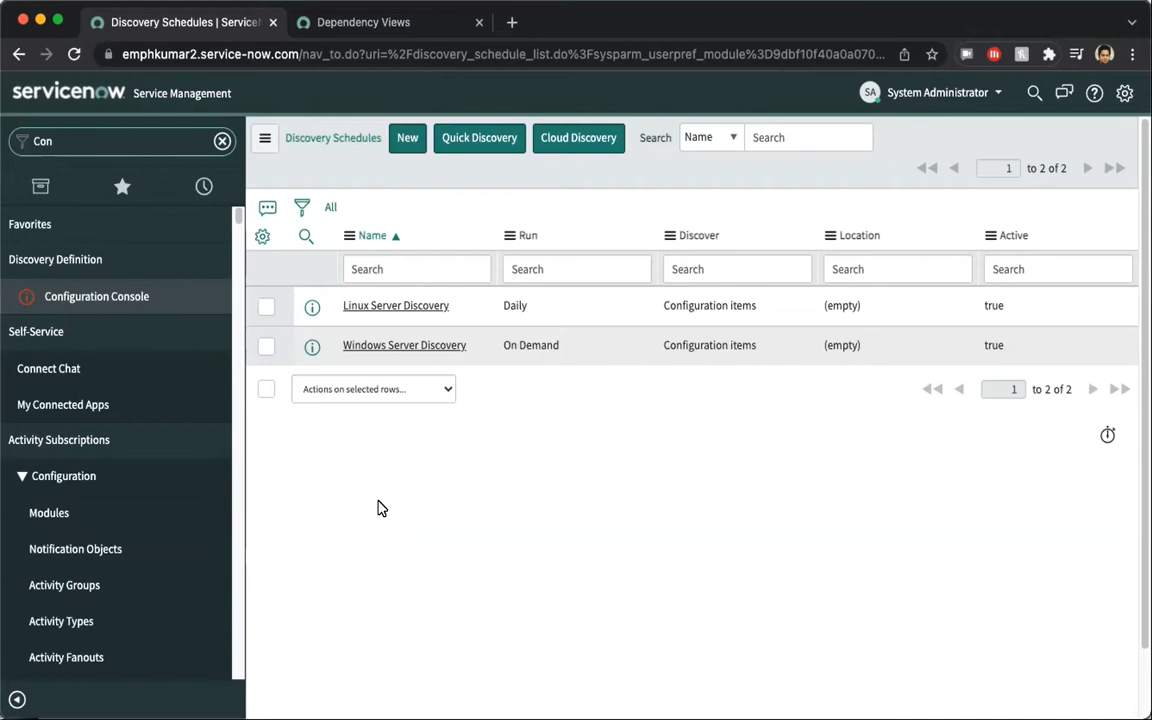 Discovery Schedules | Service
Dependency Views
emphkumar2.service-now.com/nav_to.do?uri=%2Fdiscovery_schedule_list.do%3Fsysparm_userpref_module%3D9dbf10f40a0a070...
servicenow Service Management
SA System Administrator
Con
Discovery Schedules New Quick Discovery Cloud Discovery Search Name Search
1 to 2 of 2
Favorites
Discovery Definition
Configuration Console
Self-Service
Connect Chat
My Connected Apps
Activity Subscriptions
Configuration
Modules
Notification Objects
Activity Groups
Activity Types
Activity Fanouts
All
Name Run Discover Location Active
Search Search Search Search Search
Linux Server Discovery Daily Configuration items (empty) true
Windows Server Discovery On Demand Configuration items (empty) true
Actions on selected rows... 1 to 2 of 2